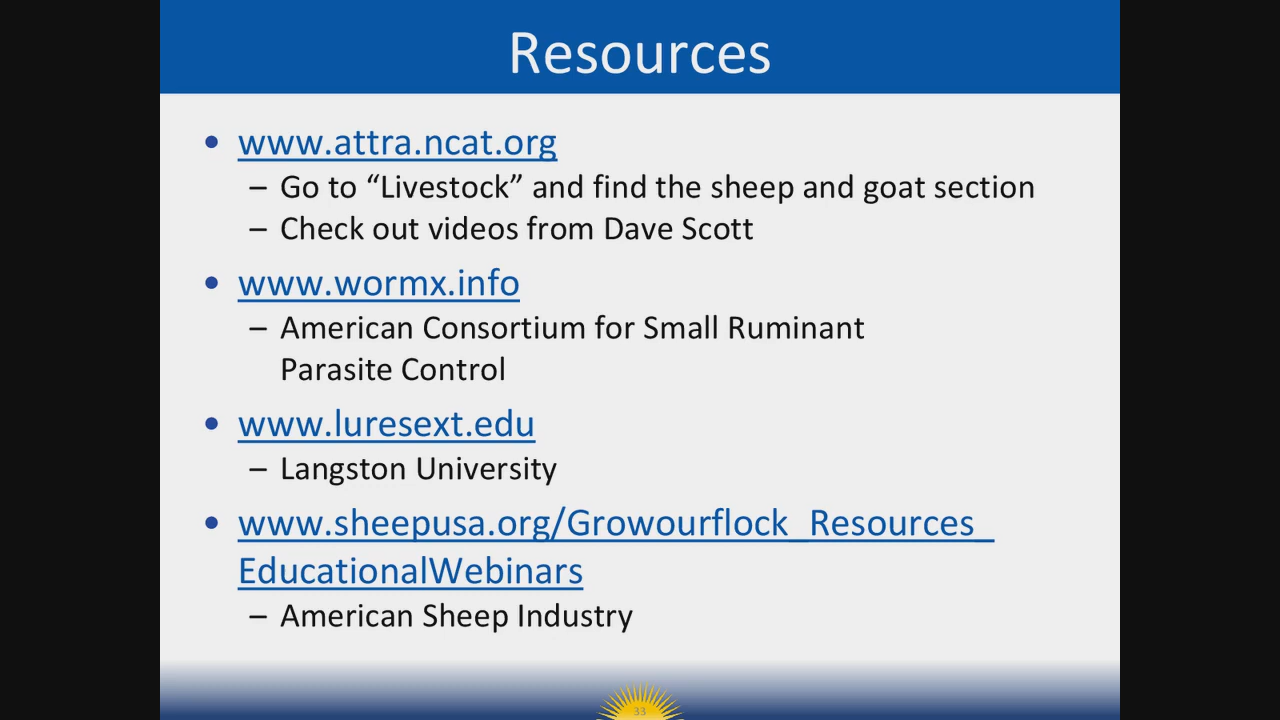 Resources
• www.attra.ncat.org
– Go to “Livestock” and find the sheep and goat section
– Check out videos from Dave Scott
• www.wormx.info
– American Consortium for Small Ruminant
Parasite Control
• www.luresext.edu
– Langston University
• www.sheepusa.org/Growourflock_Resources_
EducationalWebinars
– American Sheep Industry
33